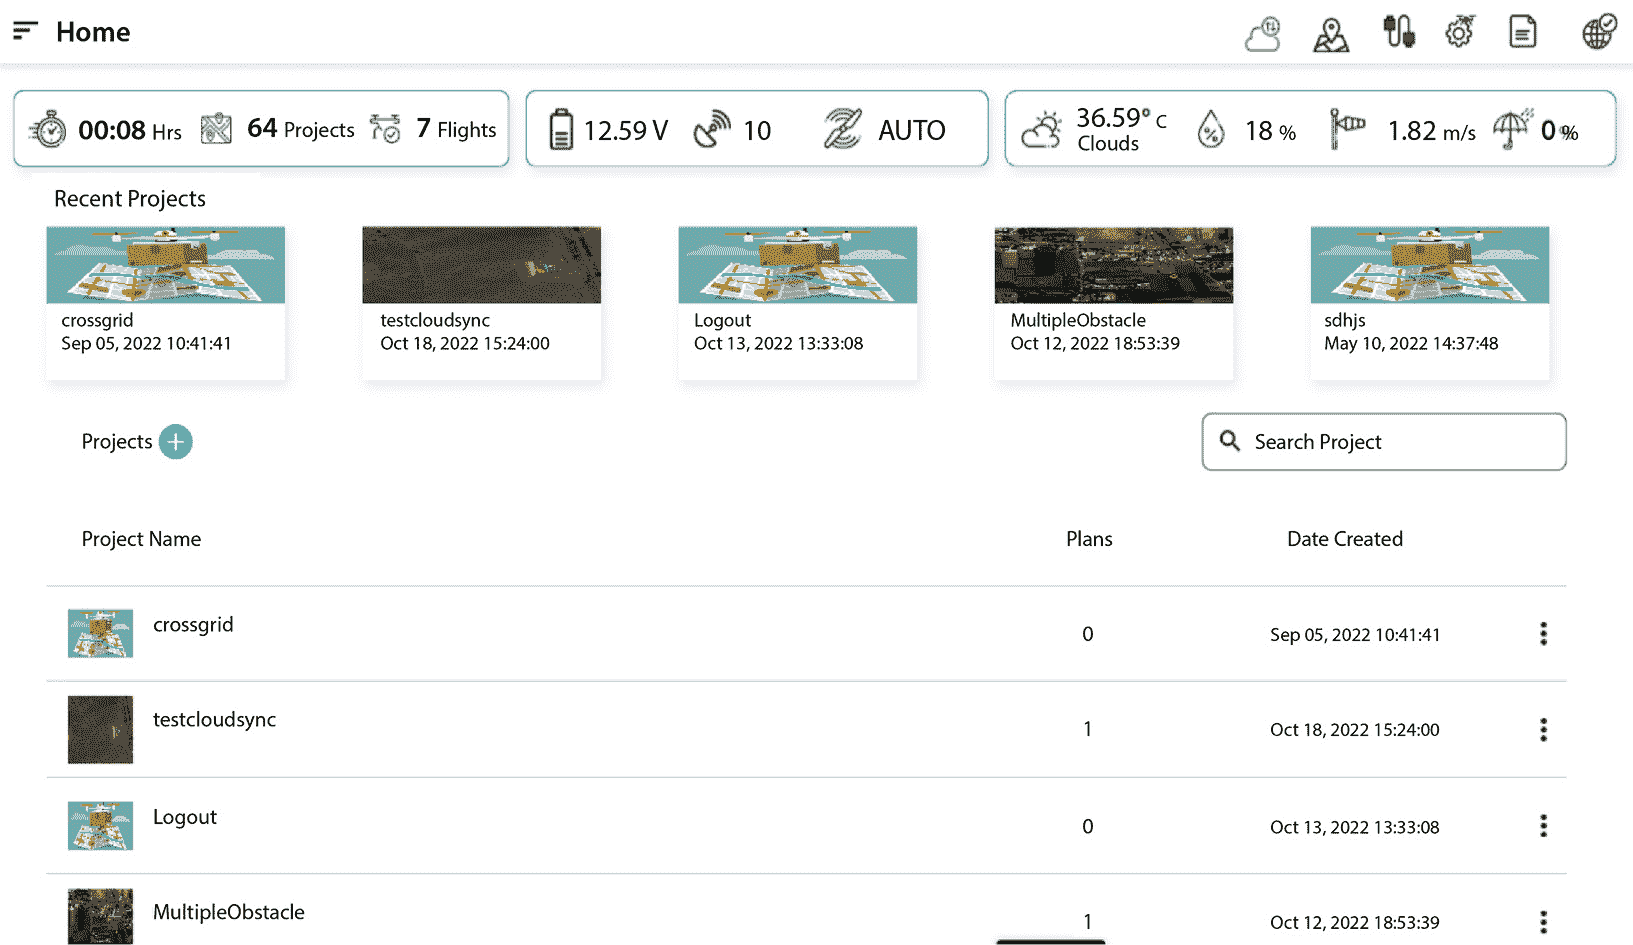 Home
00:08 Hrs 64 Projects 7 Flights 12.59 V 10 AUTO 36.59° C 18 % 1.82 m/s 0 %
Clouds
Recent Projects
crossgrid
Sep 05, 2022 10:41:41
testcloudsync
Oct 18, 2022 15:24:00
Logout
Oct 13, 2022 13:33:08
MultipleObstacle
Oct 12, 2022 18:53:39
sdhjs
May 10, 2022 14:37:48
Projects +
Search Project
Project Name Plans Date Created
crossgrid 0 Sep 05, 2022 10:41:41
testcloudsync 1 Oct 18, 2022 15:24:00
Logout 0 Oct 13, 2022 13:33:08
MultipleObstacle 1 Oct 12, 2022 18:53:39